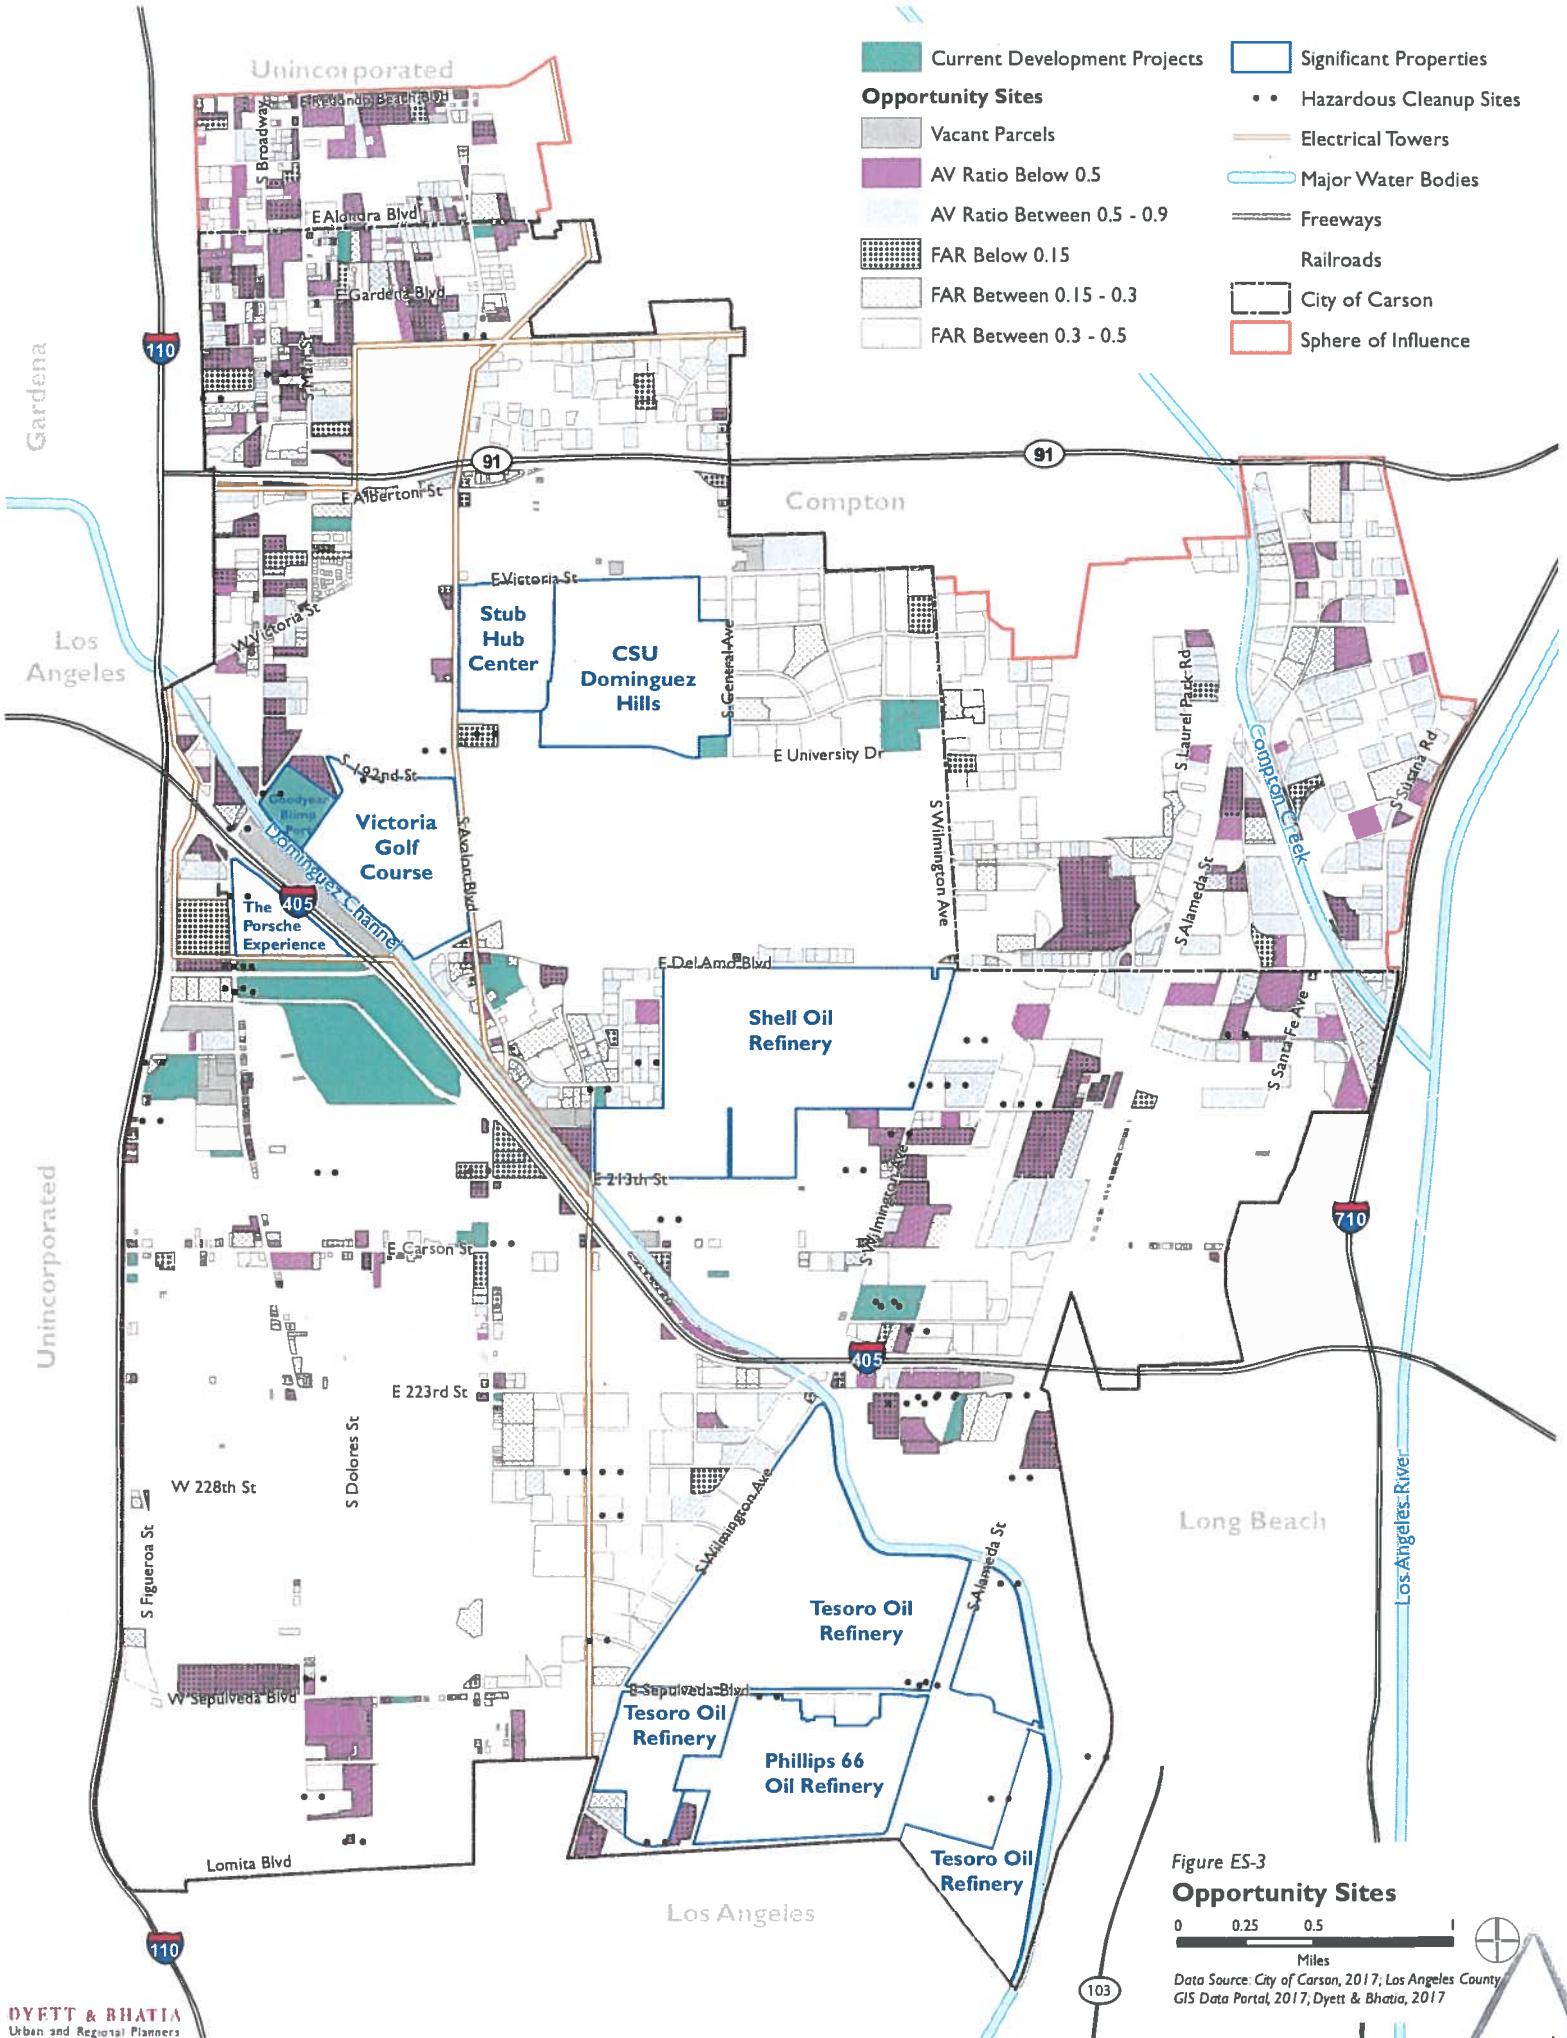 Unincorporated
Current Development Projects
Opportunity Sites
Vacant Parcels
AV Ratio Below 0.5
AV Ratio Between 0.5 - 0.9
FAR Below 0.15
FAR Between 0.15 - 0.3
FAR Between 0.3 - 0.5
Significant Properties
Hazardous Cleanup Sites
Electrical Towers
Major Water Bodies
Freeways
Railroads
City of Carson
Sphere of Influence
E Redondo Beach Blvd
S Broadway
E Alondra Blvd
E Gardena Blvd
S Main St
Gardena
110
91
91
E Albertoni St
Compton
E Victoria St
W Victoria St
Los
Angeles
Stub
Hub
Center
CSU
Dominguez
Hills
S Central Ave
E University Dr
S Wilmington Ave
S Laurel Park Rd
Compton Creek
S Susana Rd
S Alameda St
S 192nd St
Goodyear
Blimp
Port
Victoria
Golf
Course
S Avalon Blvd
Dominguez Channel
405
The
Porsche
Experience
E Del Amo Blvd
Shell Oil
Refinery
S Santa Fe Ave
E 213th St
S Wilmington Ave
710
Unincorporated
E Carson St
405
E 223rd St
S Dolores St
W 228th St
S Figueroa St
S Wilmington Ave
S Alameda St
Long Beach
Los Angeles River
Tesoro Oil
Refinery
W Sepulveda Blvd
E Sepulveda Blvd
Tesoro Oil
Refinery
Phillips 66
Oil Refinery
Tesoro Oil
Refinery
Lomita Blvd
Los Angeles
110
103
Figure ES-3
Opportunity Sites
0 0.25 0.5 1
Miles
Data Source: City of Carson, 2017; Los Angeles County
GIS Data Portal, 2017; Dyett & Bhatia, 2017
DYETT & BHATIA
Urban and Regional Planners